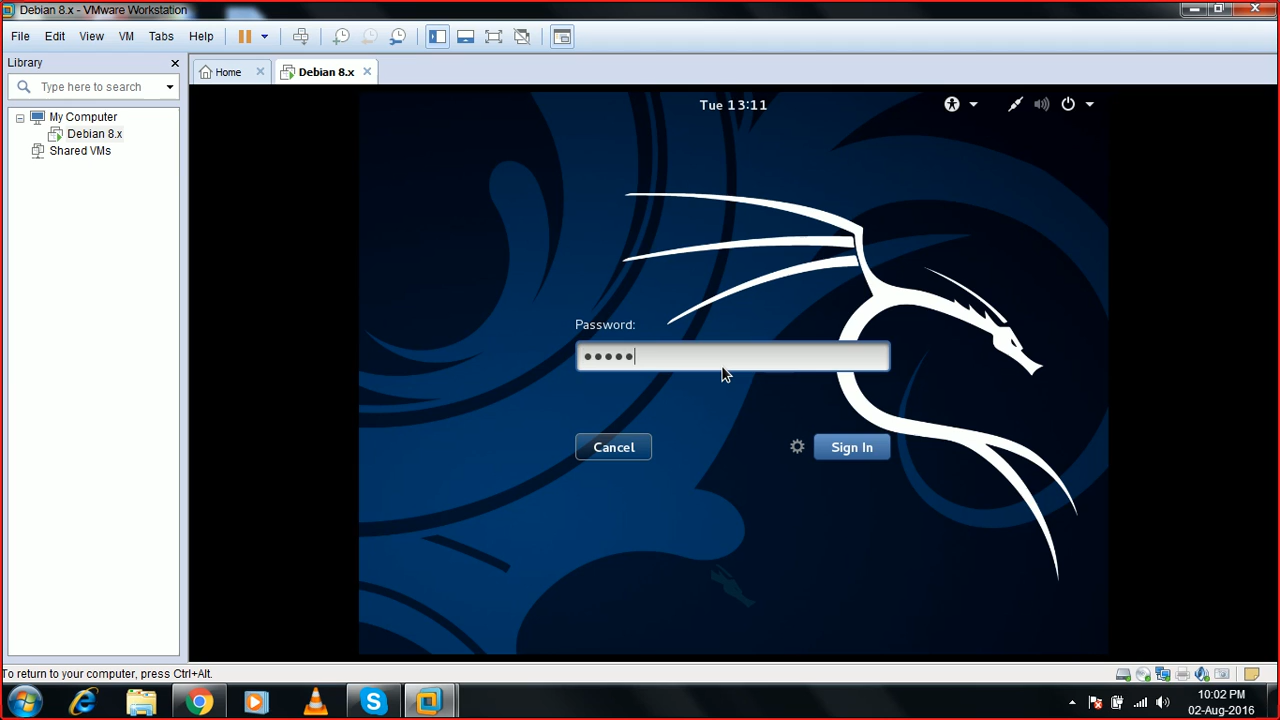 Debian 8.x - VMware Workstation
File Edit View VM Tabs Help
Library
Type here to search
My Computer
Debian 8.x
Shared VMs
Home
Debian 8.x
Tue 13:11
Password:
Cancel
Sign In
To return to your computer, press Ctrl+Alt.
10:02 PM
02-Aug-2016